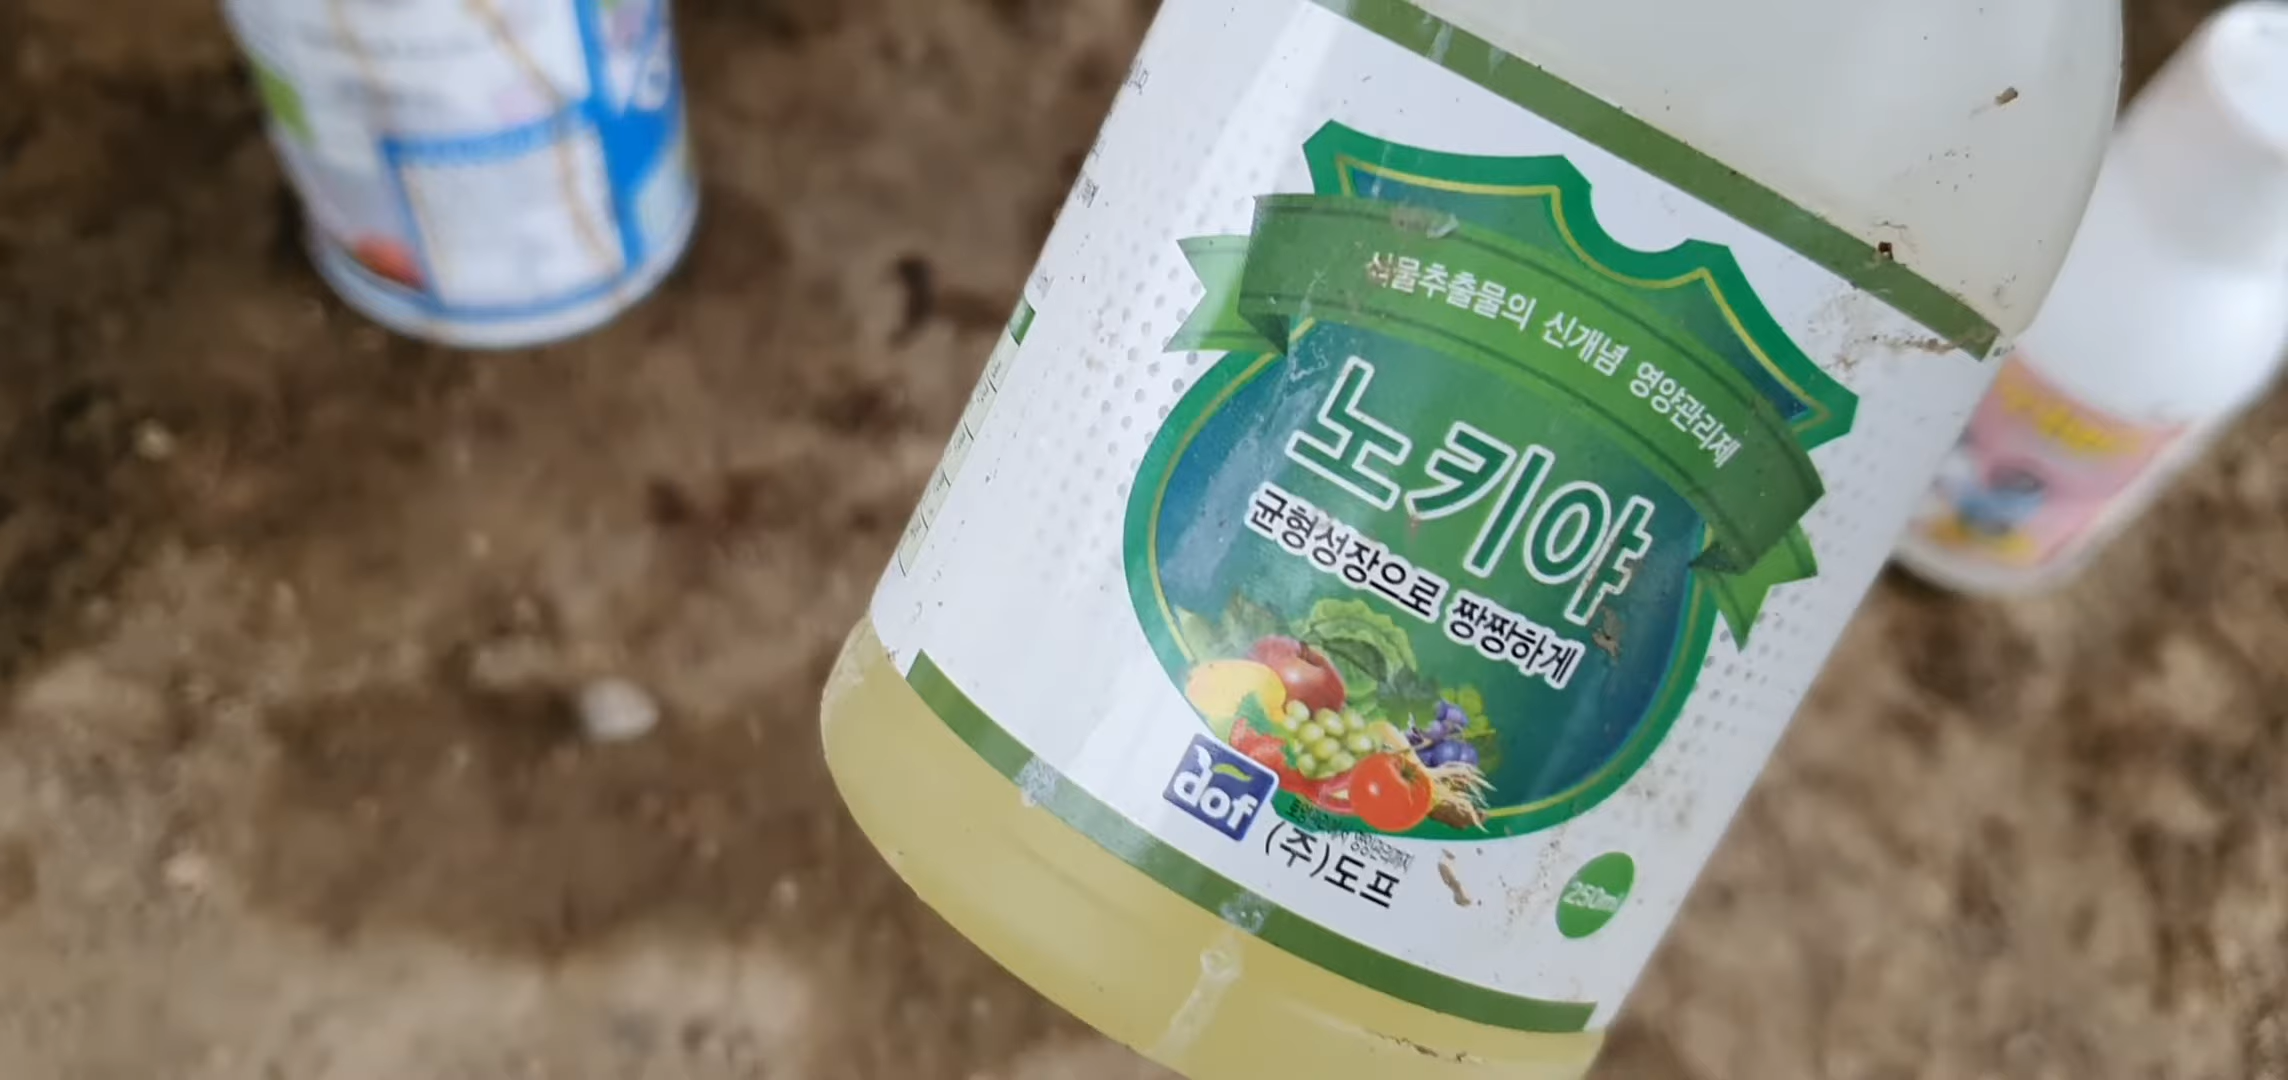 식물추출물의 신개념 영양관리제
노키야
균형성장으로 짱짱하게
dof
(주)도프
250ml